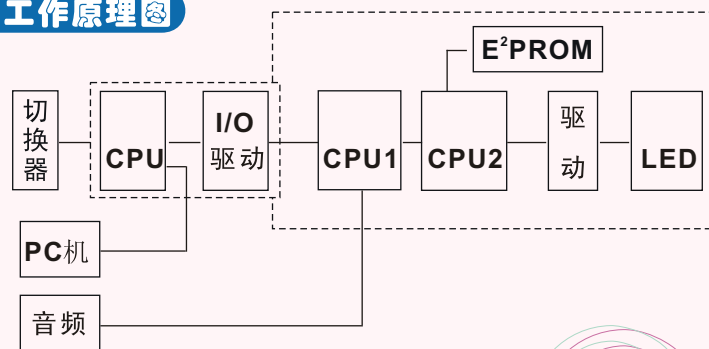 工作原理图
E²PROM
切换器
CPU
I/O
驱动
CPU1
CPU2
驱动
LED
PC机
音频